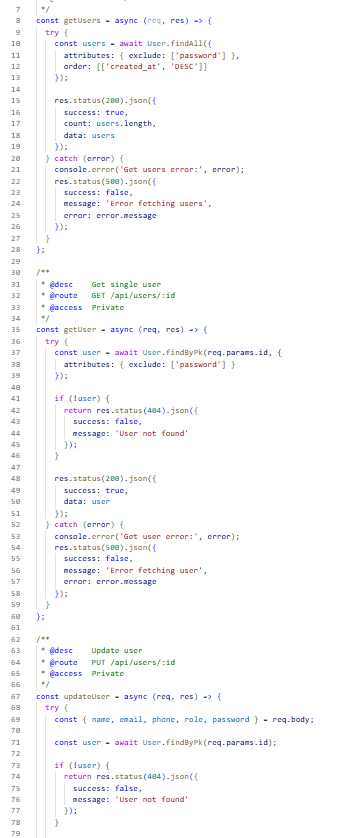 7 */
8 const getUsers = async (req, res) => {
9 try {
10 const users = await User.findAll({
11 attributes: { exclude: ['password'] },
12 order: [['created_at', 'DESC']]
13 });
14
15 res.status(200).json({
16 success: true,
17 count: users.length,
18 data: users
19 });
20 } catch (error) {
21 console.error('Get users error:', error);
22 res.status(500).json({
23 success: false,
24 message: 'Error fetching users',
25 error: error.message
26 });
27 }
28 };
29
30 /**
31 * @desc Get single user
32 * @route GET /api/users/:id
33 * @access Private
34 */
35 const getUser = async (req, res) => {
36 try {
37 const user = await User.findByPk(req.params.id, {
38 attributes: { exclude: ['password'] }
39 });
40
41 if (!user) {
42 return res.status(404).json({
43 success: false,
44 message: 'User not found'
45 });
46 }
47
48 res.status(200).json({
49 success: true,
50 data: user
51 });
52 } catch (error) {
53 console.error('Get user error:', error);
54 res.status(500).json({
55 success: false,
56 message: 'Error fetching user',
57 error: error.message
58 });
59 }
60 };
61
62 /**
63 * @desc Update user
64 * @route PUT /api/users/:id
65 * @access Private
66 */
67 const updateUser = async (req, res) => {
68 try {
69 const { name, email, phone, role, password } = req.body;
70
71 const user = await User.findByPk(req.params.id);
72
73 if (!user) {
74 return res.status(404).json({
75 success: false,
76 message: 'User not found'
77 });
78 }
79